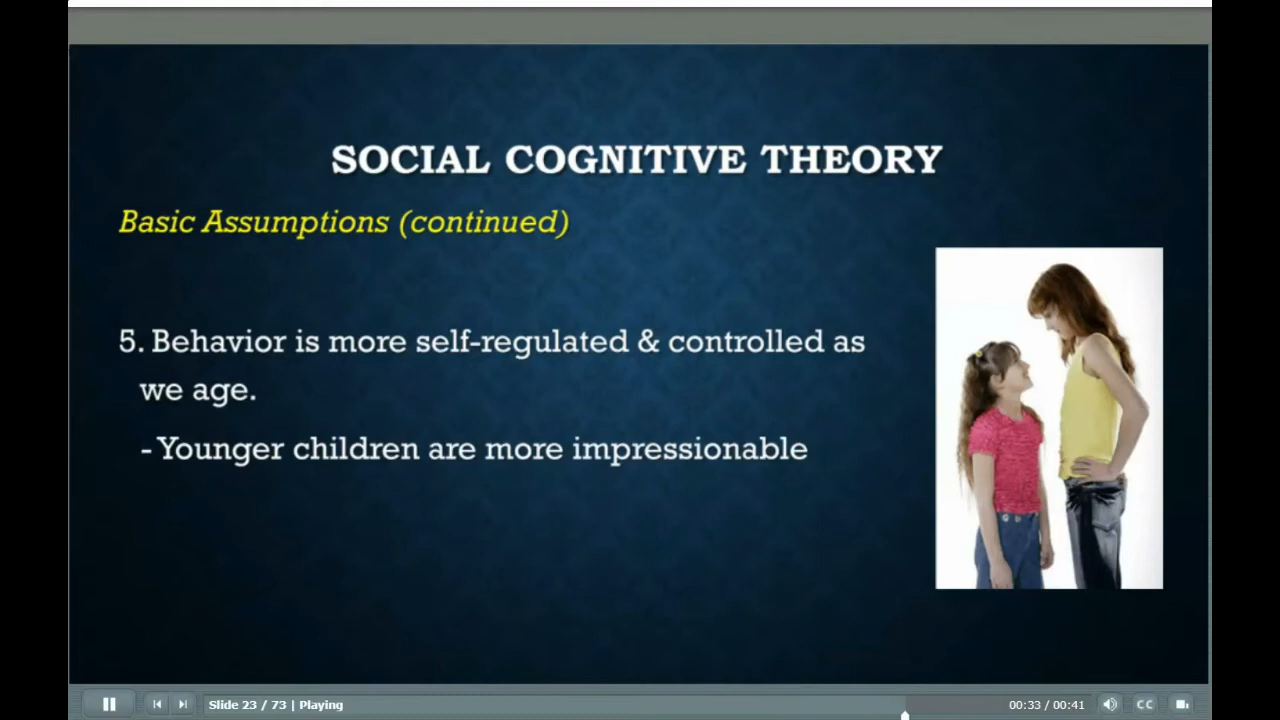 SOCIAL COGNITIVE THEORY
Basic Assumptions (continued)
5. Behavior is more self-regulated & controlled as
we age.
- Younger children are more impressionable
Slide 23 / 73 | Playing
00:33 / 00:41
CC